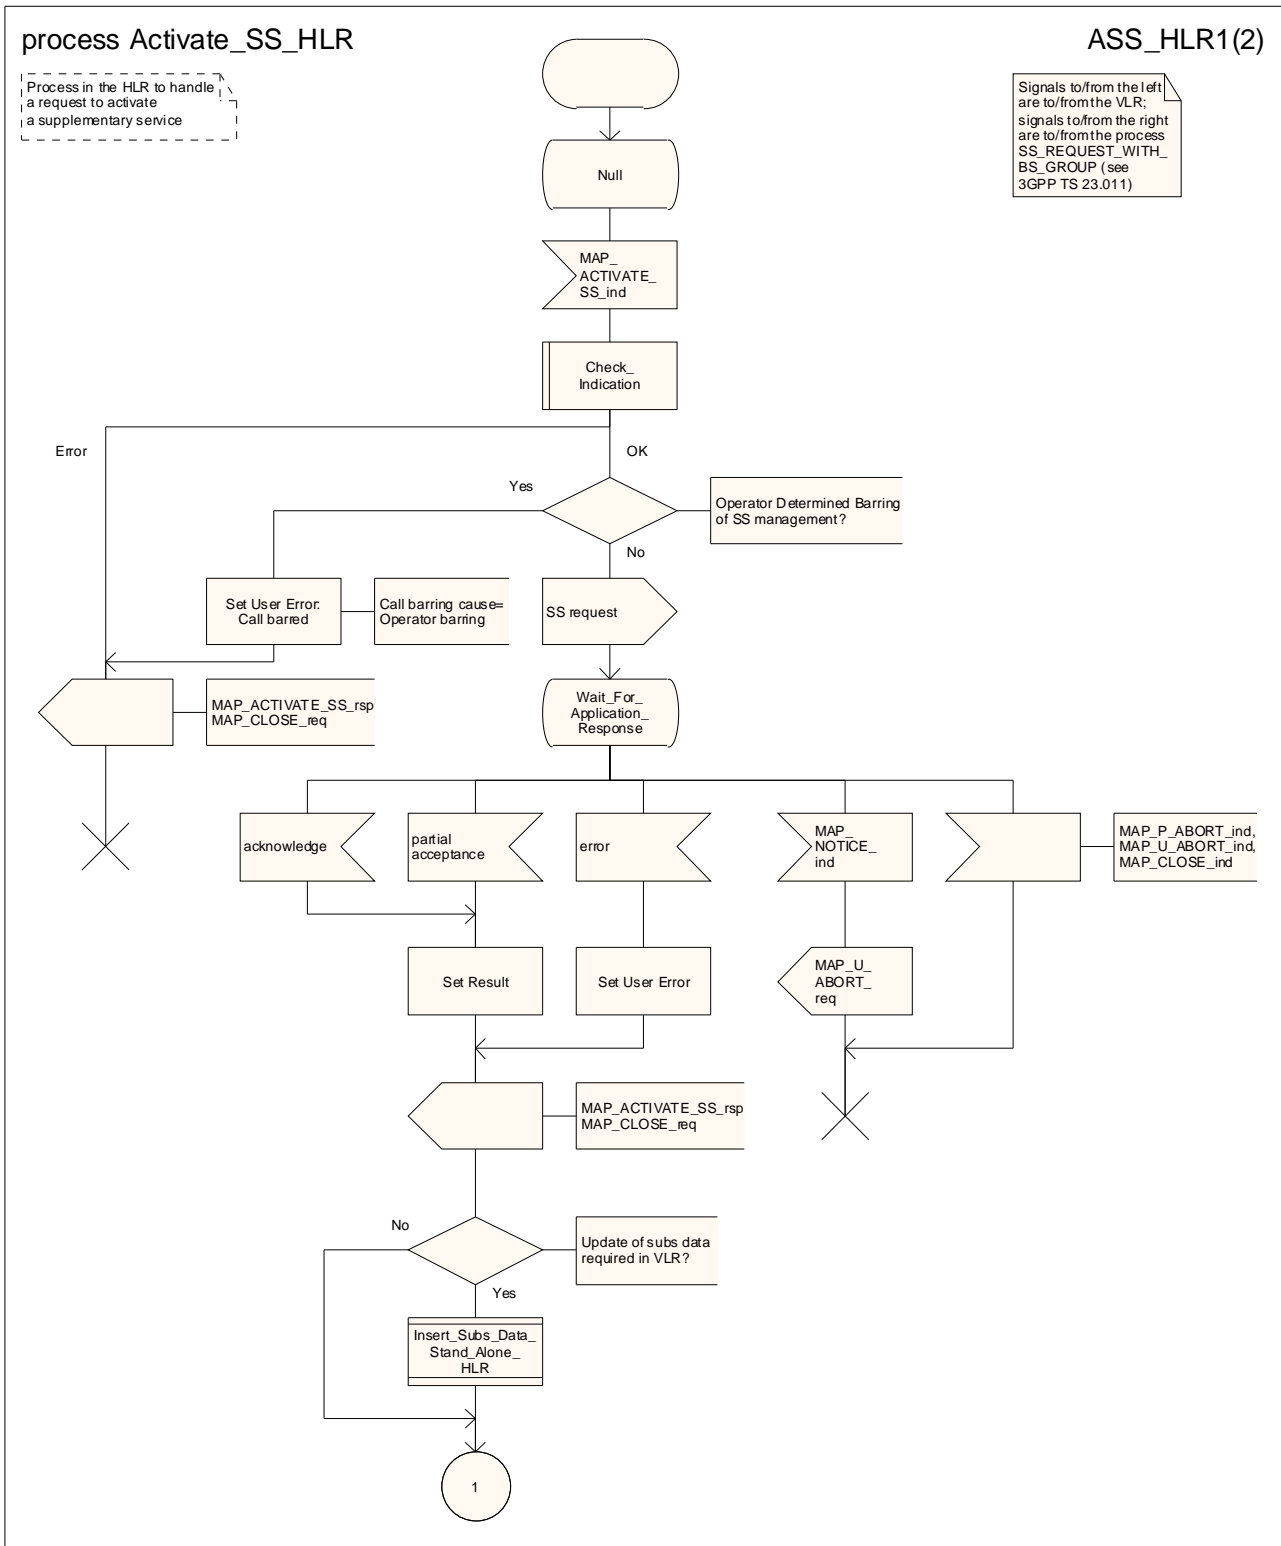 process Activate_SS_HLR
ASS_HLR1(2)
Process in the HLR to handle
a request to activate
a supplementary service
Signals to/from the left
are to/from the VLR;
signals to/from the right
are to/from the process
SS_REQUEST_WITH_
BS_GROUP (see
3GPP TS 23.011)
Null
MAP_
ACTIVATE_
SS_ind
Check_
Indication
Error
OK
Yes
Operator Determined Barring
of SS management?
No
Set User Error:
Call barred
Call barring cause=
Operator barring
SS request
MAP_ACTIVATE_SS_rsp
MAP_CLOSE_req
Wait_For_
Application_
Response
acknowledge
partial
acceptance
error
MAP_
NOTICE_
ind
MAP_P_ABORT_ind,
MAP_U_ABORT_ind,
MAP_CLOSE_ind
Set Result
Set User Error
MAP_U_
ABORT_
req
MAP_ACTIVATE_SS_rsp
MAP_CLOSE_req
No
Update of subs data
required in VLR?
Yes
Insert_Subs_Data_
Stand_Alone_
HLR
1